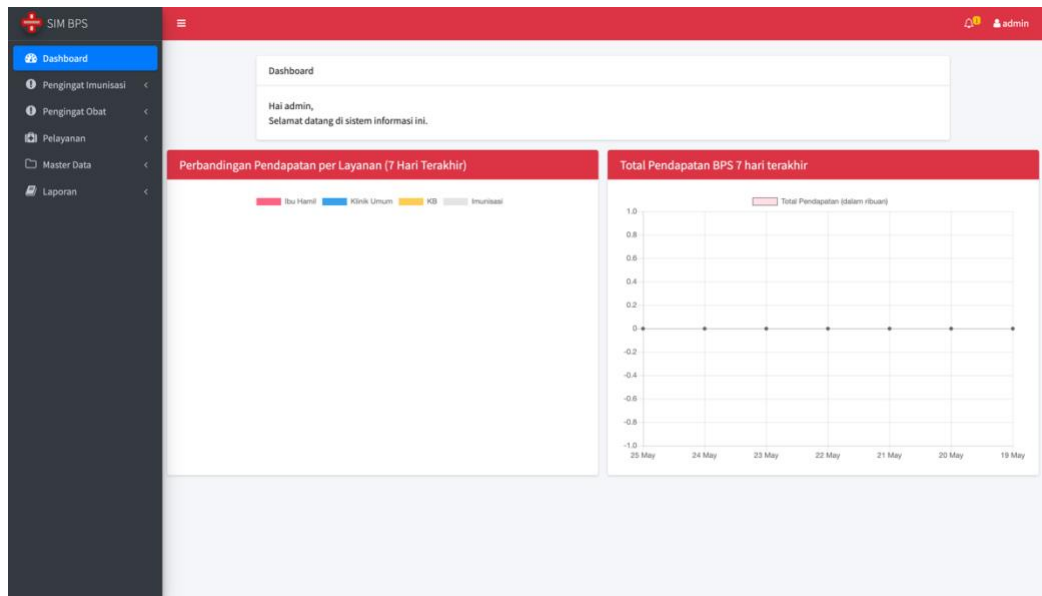 SIM BPS
1
admin
Dashboard
Pengingat Imunisasi
Pengingat Obat
Pelayanan
Master Data
Laporan
Dashboard
Hai admin,
Selamat datang di sistem informasi ini.
Perbandingan Pendapatan per Layanan (7 Hari Terakhir)
Ibu Hamil Klinik Umum KB Imunisasi
Total Pendapatan BPS 7 hari terakhir
Total Pendapatan (dalam ribuan)
1.0
0.8
0.6
0.4
0.2
0
-0.2
-0.4
-0.6
-0.8
-1.0
25 May 24 May 23 May 22 May 21 May 20 May 19 May